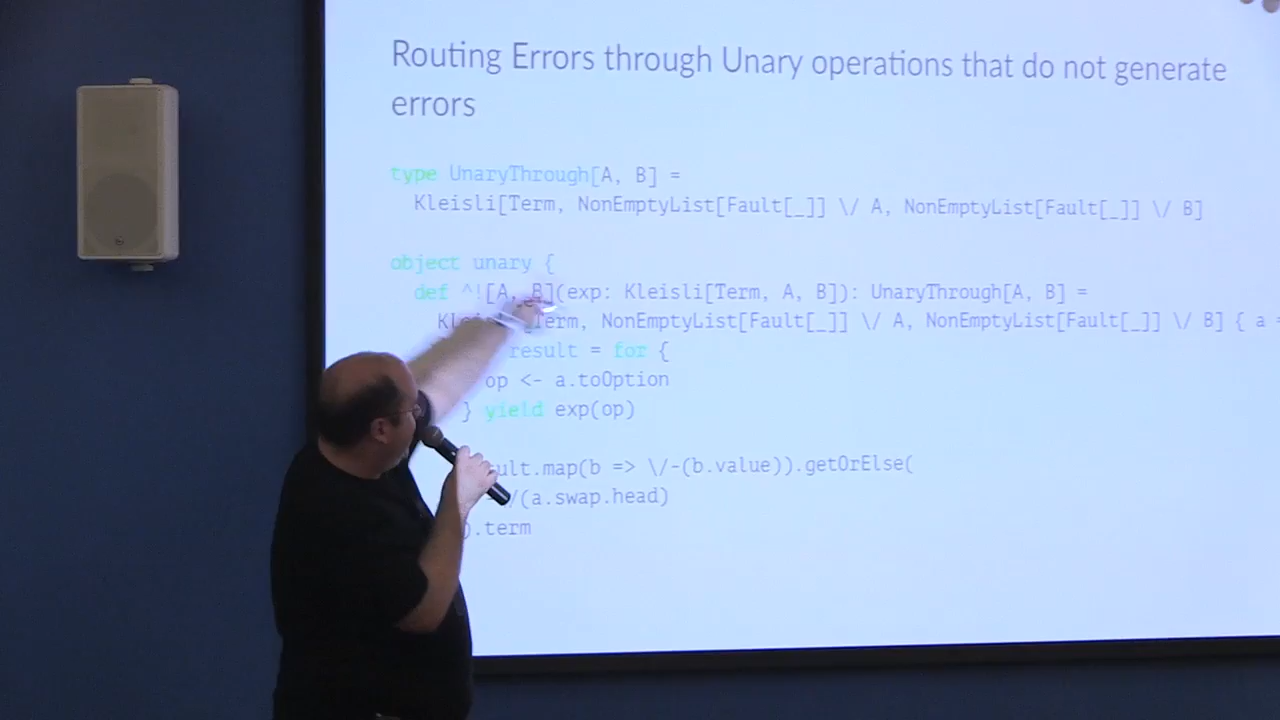 Routing Errors through Unary operations that do not generate
errors
type UnaryThrough[A, B] =
Kleisli[Term, NonEmptyList[Fault[_]] \/ A, NonEmptyList[Fault[_]] \/ B]
object unary {
def ^![A, B](exp: Kleisli[Term, A, B]): UnaryThrough[A, B] =
Term, NonEmptyList[Fault[_]] \/ A, NonEmptyList[Fault[_]] \/ B] { a =
result = for {
op <- a.toOption
} yield exp(op)
ult.map(b => \/-(b.value)).getOrElse(
/(a.swap.head)
).term